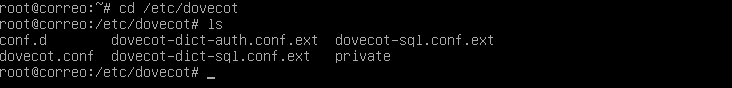 root@correo:~# cd /etc/dovecot
root@correo:/etc/dovecot# ls
conf.d        dovecot-dict-auth.conf.ext  dovecot-sql.conf.ext
dovecot.conf  dovecot-dict-sql.conf.ext   private
root@correo:/etc/dovecot# _